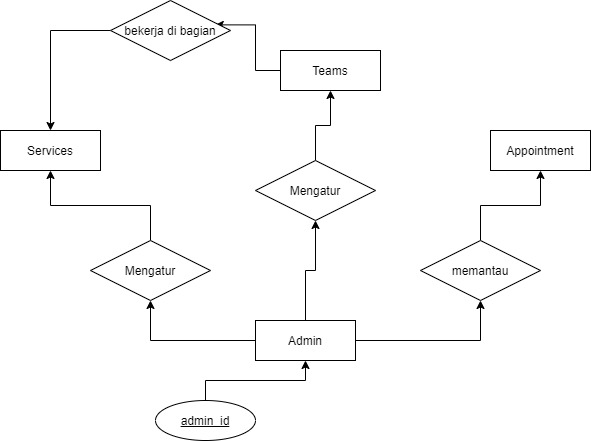 bekerja di bagian
Teams
Services
Appointment
Mengatur
Mengatur
memantau
Admin
admin_id